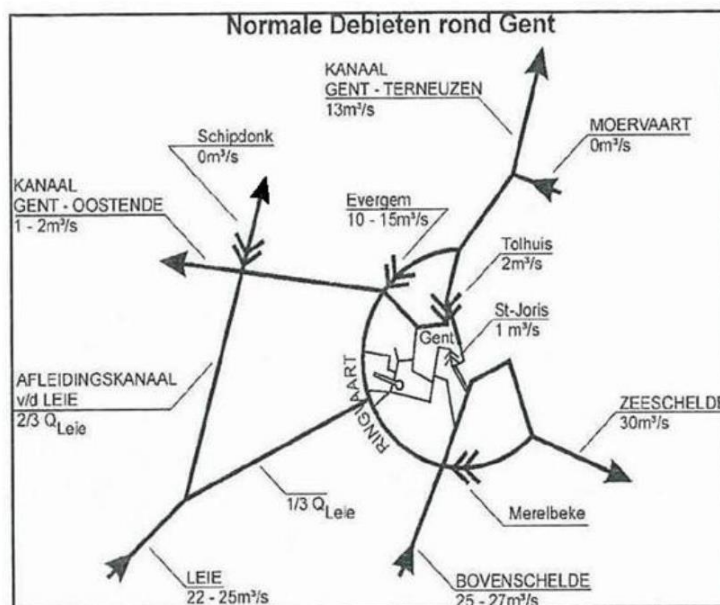 Normale Debieten rond Gent
KANAAL
GENT - TERNEUZEN
13m³/s
MOERVAART
0m³/s
Schipdonk
0m³/s
KANAAL
GENT - OOSTENDE
1 - 2m³/s
Evergem
10 - 15m³/s
Tolhuis
2m³/s
St-Joris
1 m³/s
Gent
RINGVAART
AFLEIDINGSKANAAL
v/d LEIE
2/3 Q Leie
ZEESCHELDE
30m³/s
1/3 Q Leie
Merelbeke
LEIE
22 - 25m³/s
BOVENSCHELDE
25 - 27m³/s